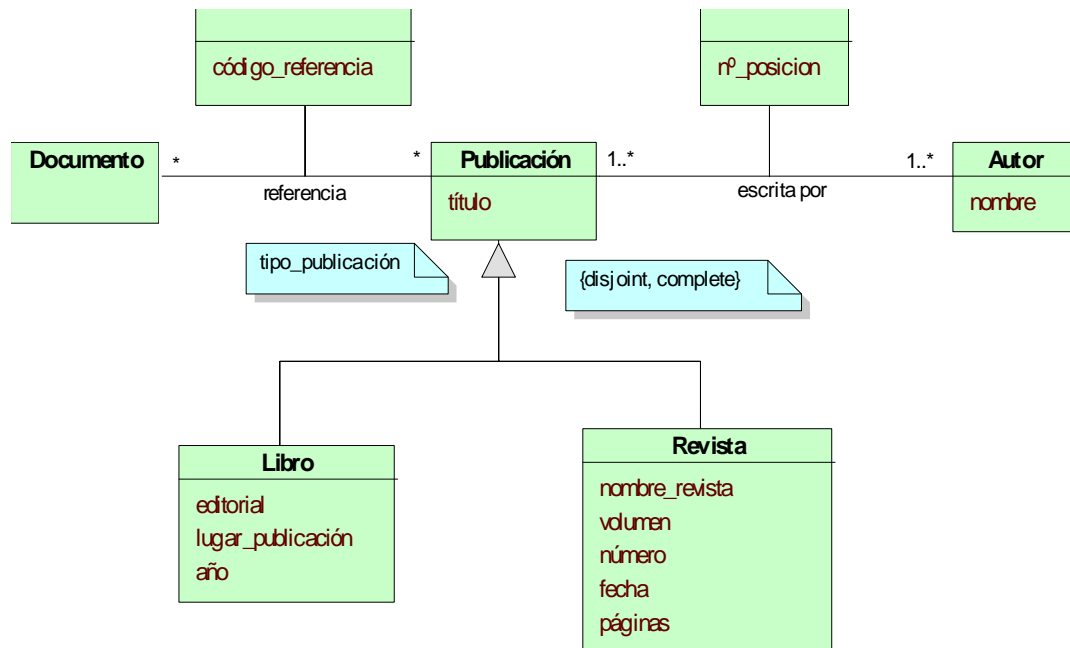 código_referencia
nº_posicion
Documento
*
*
Publicación
1..*
1..*
Autor
referencia
título
escrita por
nombre
tipo_publicación
{disjoint, complete}
Libro
editorial
lugar_publicación
año
Revista
nombre_revista
volumen
número
fecha
páginas